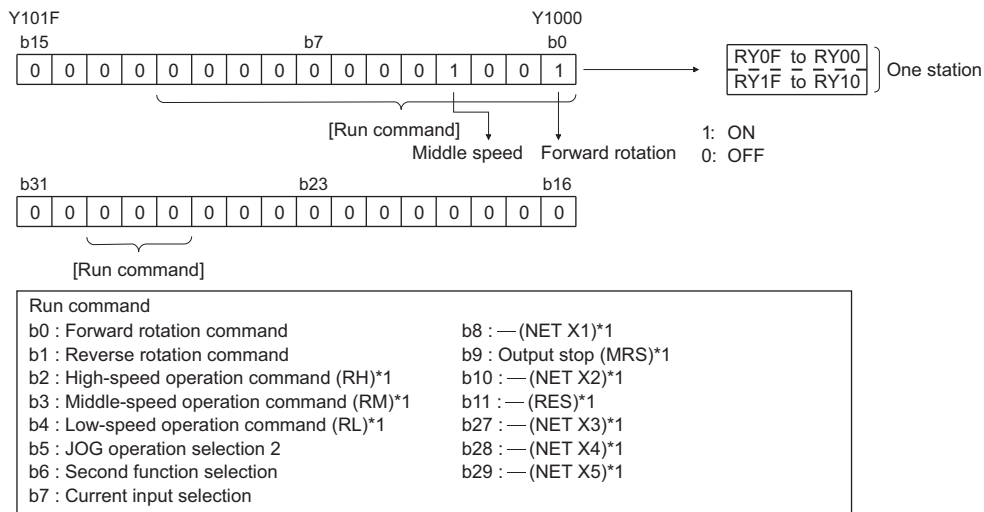 Y101F Y1000
b15 b7 b0
0 0 0 0 0 0 0 0 0 0 0 0 1 0 0 1
RY0F to RY00
RY1F to RY10
One station
[Run command]
Middle speed Forward rotation
1: ON
0: OFF
b31 b23 b16
0 0 0 0 0 0 0 0 0 0 0 0 0 0 0 0
[Run command]
Run command
b0 : Forward rotation command
b1 : Reverse rotation command
b2 : High-speed operation command (RH)*1
b3 : Middle-speed operation command (RM)*1
b4 : Low-speed operation command (RL)*1
b5 : JOG operation selection 2
b6 : Second function selection
b7 : Current input selection
b8 : — (NET X1)*1
b9 : Output stop (MRS)*1
b10 : — (NET X2)*1
b11 : — (RES)*1
b27 : — (NET X3)*1
b28 : — (NET X4)*1
b29 : — (NET X5)*1